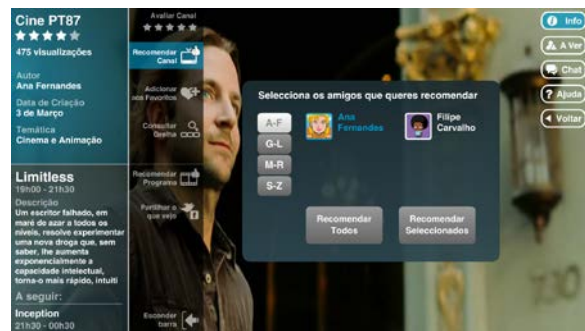 Cine PT87
475 visualizações
Autor
Ana Fernandes
Data de Criação
3 de Março
Temática
Cinema e Animação
Limitless
19h00 - 21h30
Descrição
Um escritor falhado, em
maré de azar a todos os
níveis, resolve experimentar
uma nova droga que, sem
saber, lhe aumenta
exponencialmente a
capacidade intelectual,
torna-o mais rápido, intuiti
A seguir:
Inception
21h30 - 00h30
Avaliar Canal
Recomendar
Canal
Adicionar
aos Favoritos
Consultar
Grelha
Recomendar
Programa
Partilhar o
que vejo
Esconder
barra
Selecciona os amigos que queres recomendar
A-F
G-L
M-R
S-Z
Ana
Fernandes
Filipe
Carvalho
Recomendar
Todos
Recomendar
Seleccionados
Info
A Ver
Chat
Ajuda
Voltar